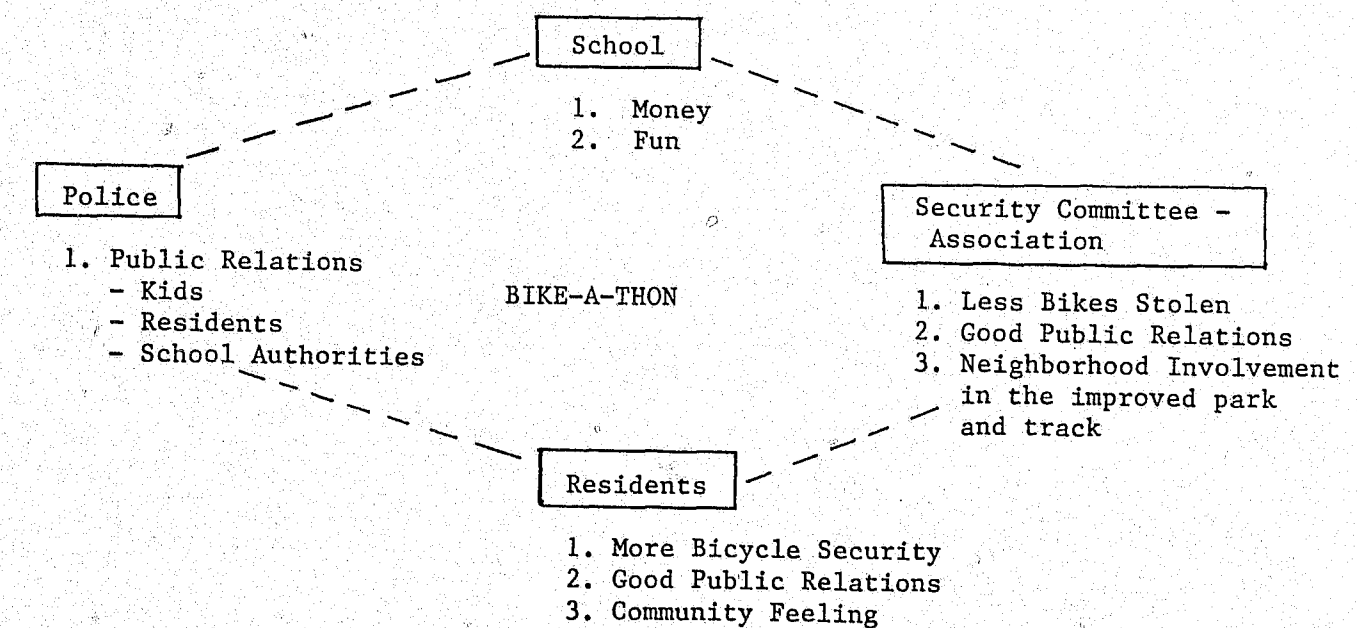 School
1. Money
2. Fun
Police
1. Public Relations
- Kids
- Residents
- School Authorities
BIKE-A-THON
Security Committee -
Association
1. Less Bikes Stolen
2. Good Public Relations
3. Neighborhood Involvement
in the improved park
and track
Residents
1. More Bicycle Security
2. Good Public Relations
3. Community Feeling